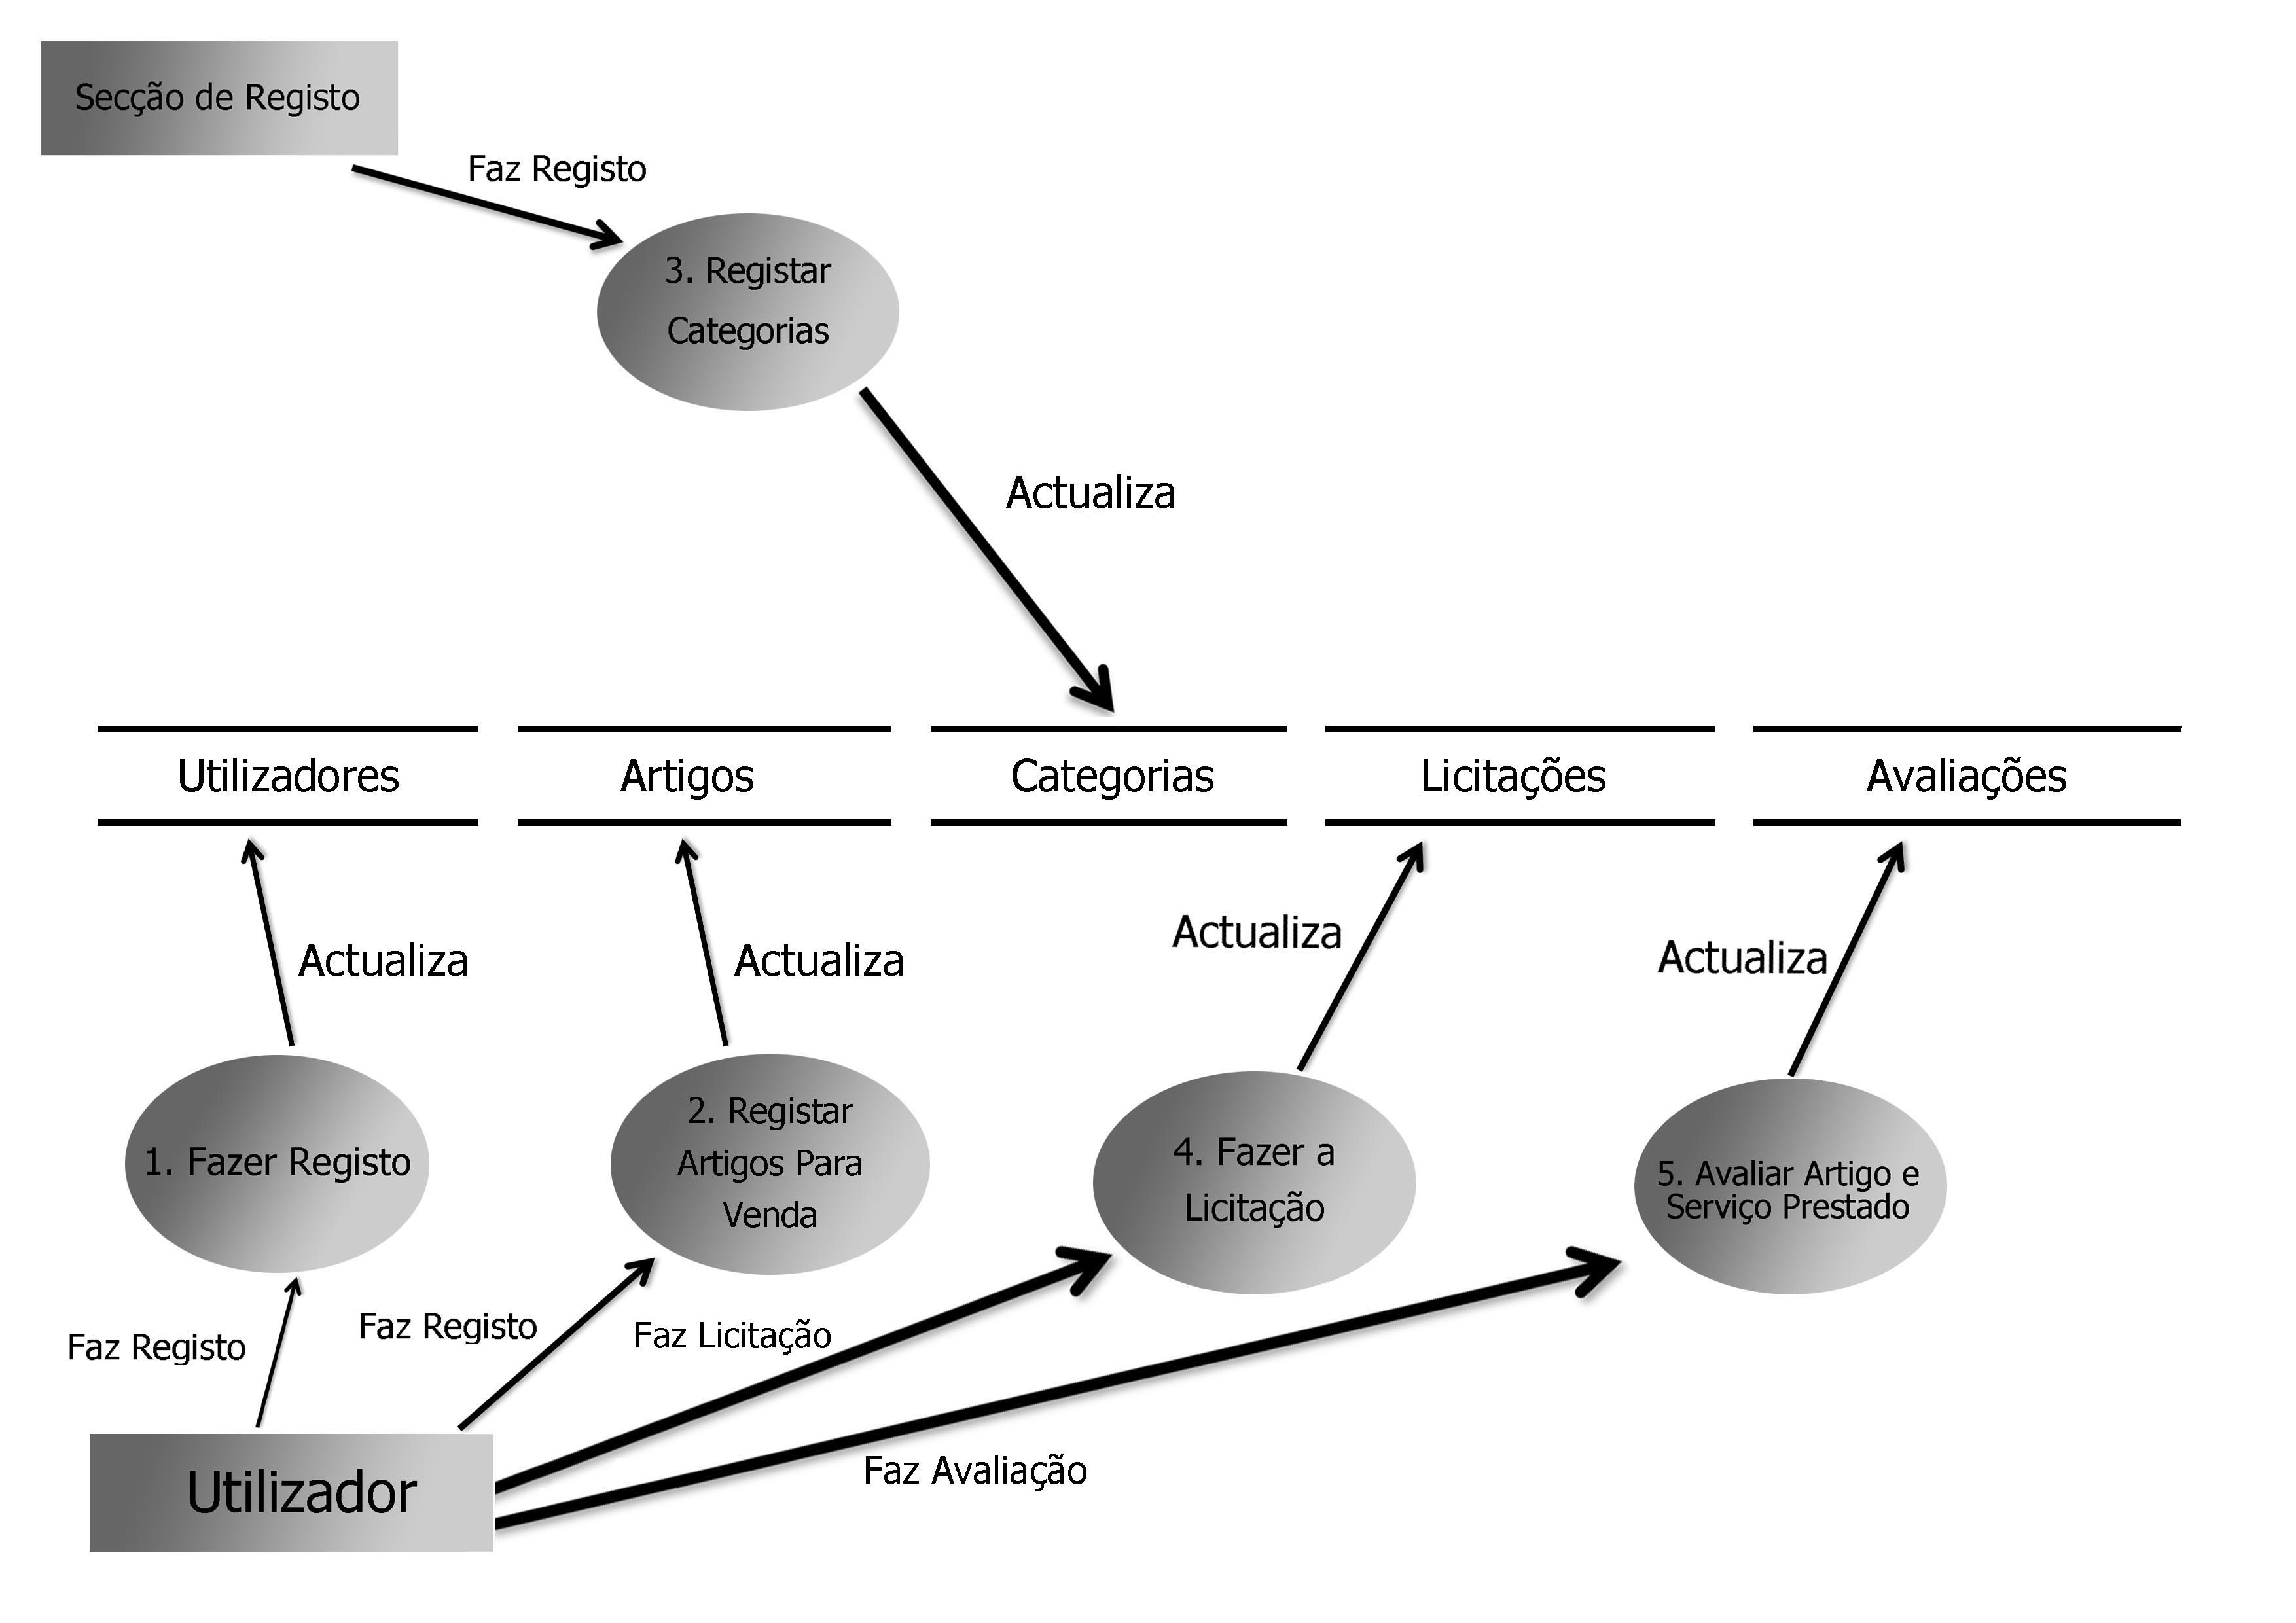 Secção de Registo
Faz Registo
3. Registar
Categorias
Actualiza
Utilizadores
Artigos
Categorias
Licitações
Avaliações
Actualiza
Actualiza
Actualiza
Actualiza
1. Fazer Registo
2. Registar
Artigos Para
Venda
4. Fazer a
Licitação
5. Avaliar Artigo e
Serviço Prestado
Faz Registo
Faz Registo
Faz Licitação
Faz Avaliação
Utilizador